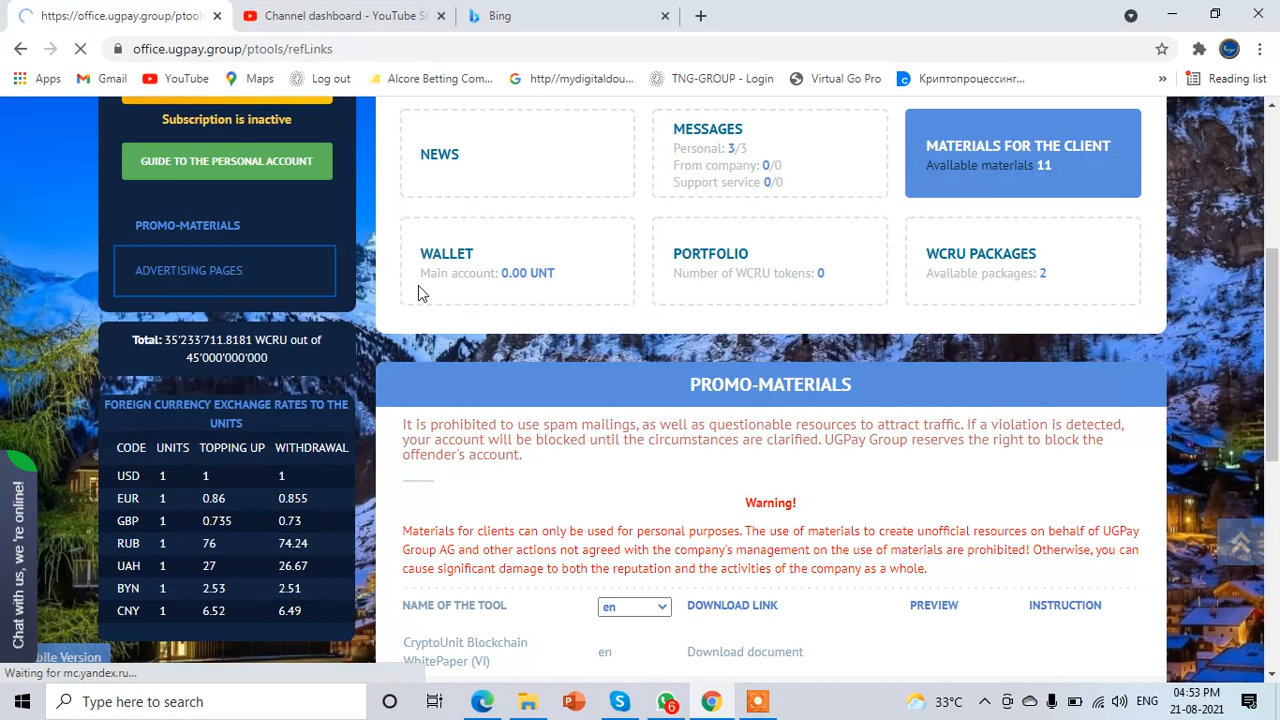 https://office.ugpay.group/ptools/
Channel dashboard - YouTube St
Bing
office.ugpay.group/ptools/refLinks
Apps
Gmail
YouTube
Maps
Log out
Alcore Betting Com...
http//mydigitaldou...
TNG-GROUP - Login
Virtual Go Pro
Криптопроцессинг...
Reading list
Subscription is inactive
GUIDE TO THE PERSONAL ACCOUNT
PROMO-MATERIALS
ADVERTISING PAGES
Total: 35'233'711.8181 WCRU out of
45'000'000'000
FOREIGN CURRENCY EXCHANGE RATES TO THE
UNITS
CODE UNITS TOPPING UP WITHDRAWAL
USD 1 1 1
EUR 1 0.86 0.855
GBP 1 0.735 0.73
RUB 1 76 74.24
UAH 1 27 26.67
BYN 1 2.53 2.51
CNY 1 6.52 6.49
NEWS
MESSAGES
Personal: 3/3
From company: 0/0
Support service 0/0
MATERIALS FOR THE CLIENT
Available materials 11
WALLET
Main account: 0.00 UNT
PORTFOLIO
Number of WCRU tokens: 0
WCRU PACKAGES
Available packages: 2
PROMO-MATERIALS
It is prohibited to use spam mailings, as well as questionable resources to attract traffic. If a violation is detected,
your account will be blocked until the circumstances are clarified. UGPay Group reserves the right to block the
offender's account.
Warning!
Materials for clients can only be used for personal purposes. The use of materials to create unofficial resources on behalf of UGPay
Group AG and other actions not agreed with the company's management on the use of materials are prohibited! Otherwise, you can
cause significant damage to both the reputation and the activities of the company as a whole.
NAME OF THE TOOL
en
DOWNLOAD LINK
PREVIEW
INSTRUCTION
CryptoUnit Blockchain
WhitePaper (VI)
en
Download document
Chat with us, we 're online!
bile Version
Waiting for mc.yandex.ru...
Type here to search
6
33°C
ENG
04:53 PM
21-08-2021